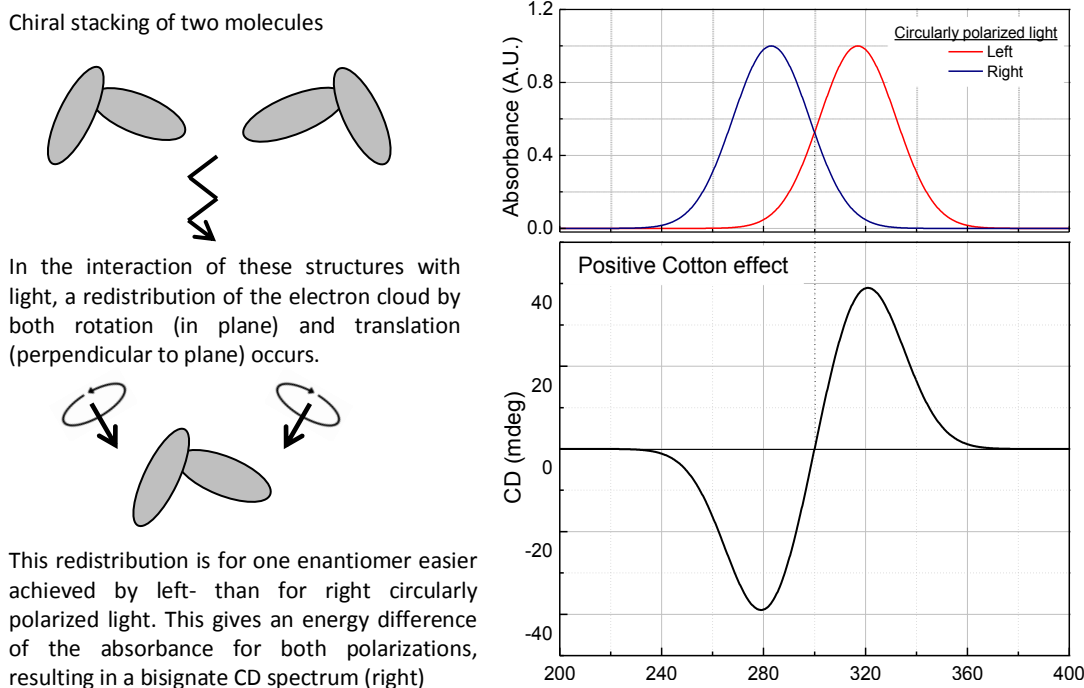 Chiral stacking of two molecules
In the interaction of these structures with
light, a redistribution of the electron cloud by
both rotation (in plane) and translation
(perpendicular to plane) occurs.
This redistribution is for one enantiomer easier
achieved by left- than for right circularly
polarized light. This gives an energy difference
of the absorbance for both polarizations,
resulting in a bisignate CD spectrum (right)
Absorbance (A.U.)
1.2
0.8
0.4
0.0
Circularly polarized light
Left
Right
Positive Cotton effect
CD (mdeg)
40
20
0
-20
-40
200 240 280 320 360 400